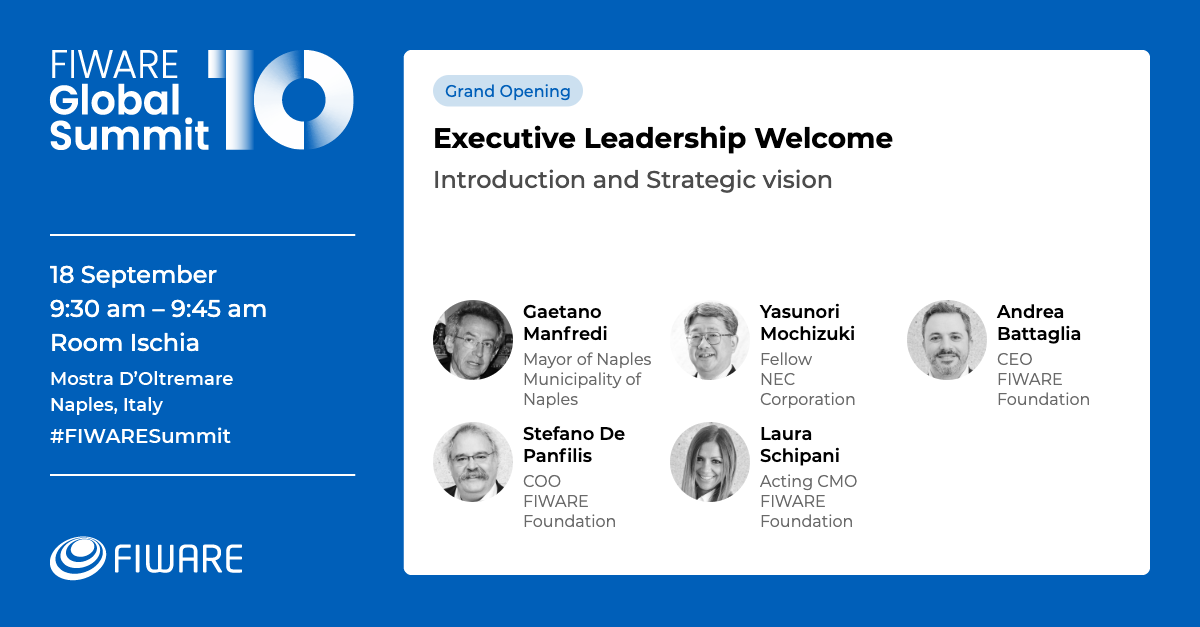 FIWARE
Global
Summit
10
18 September
9:30 am – 9:45 am
Room Ischia
Mostra D’Oltremare
Naples, Italy
#FIWARESummit
FIWARE
Grand Opening
Executive Leadership Welcome
Introduction and Strategic vision
Gaetano
Manfredi
Mayor of Naples
Municipality of
Naples
Yasunori
Mochizuki
Fellow
NEC
Corporation
Andrea
Battaglia
CEO
FIWARE
Foundation
Stefano De
Panfilis
COO
FIWARE
Foundation
Laura
Schipani
Acting CMO
FIWARE
Foundation